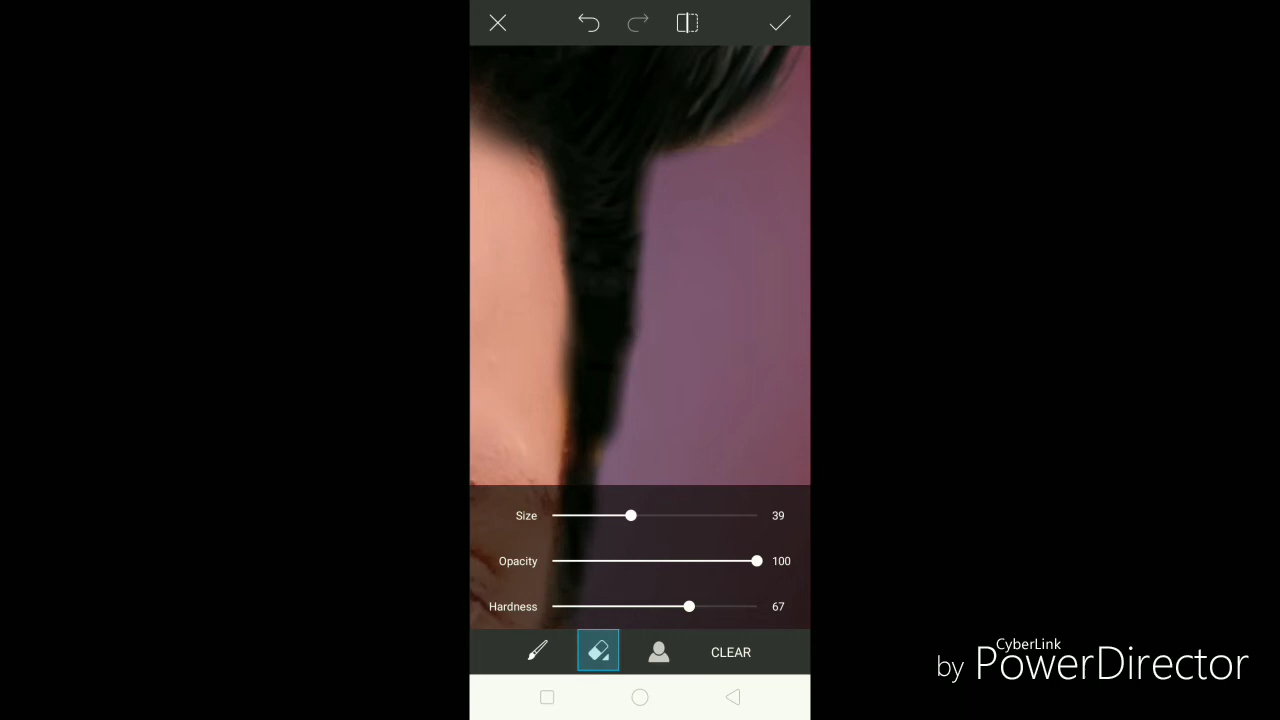 Size 39
Opacity 100
Hardness 67
CLEAR
CyberLink
by PowerDirector